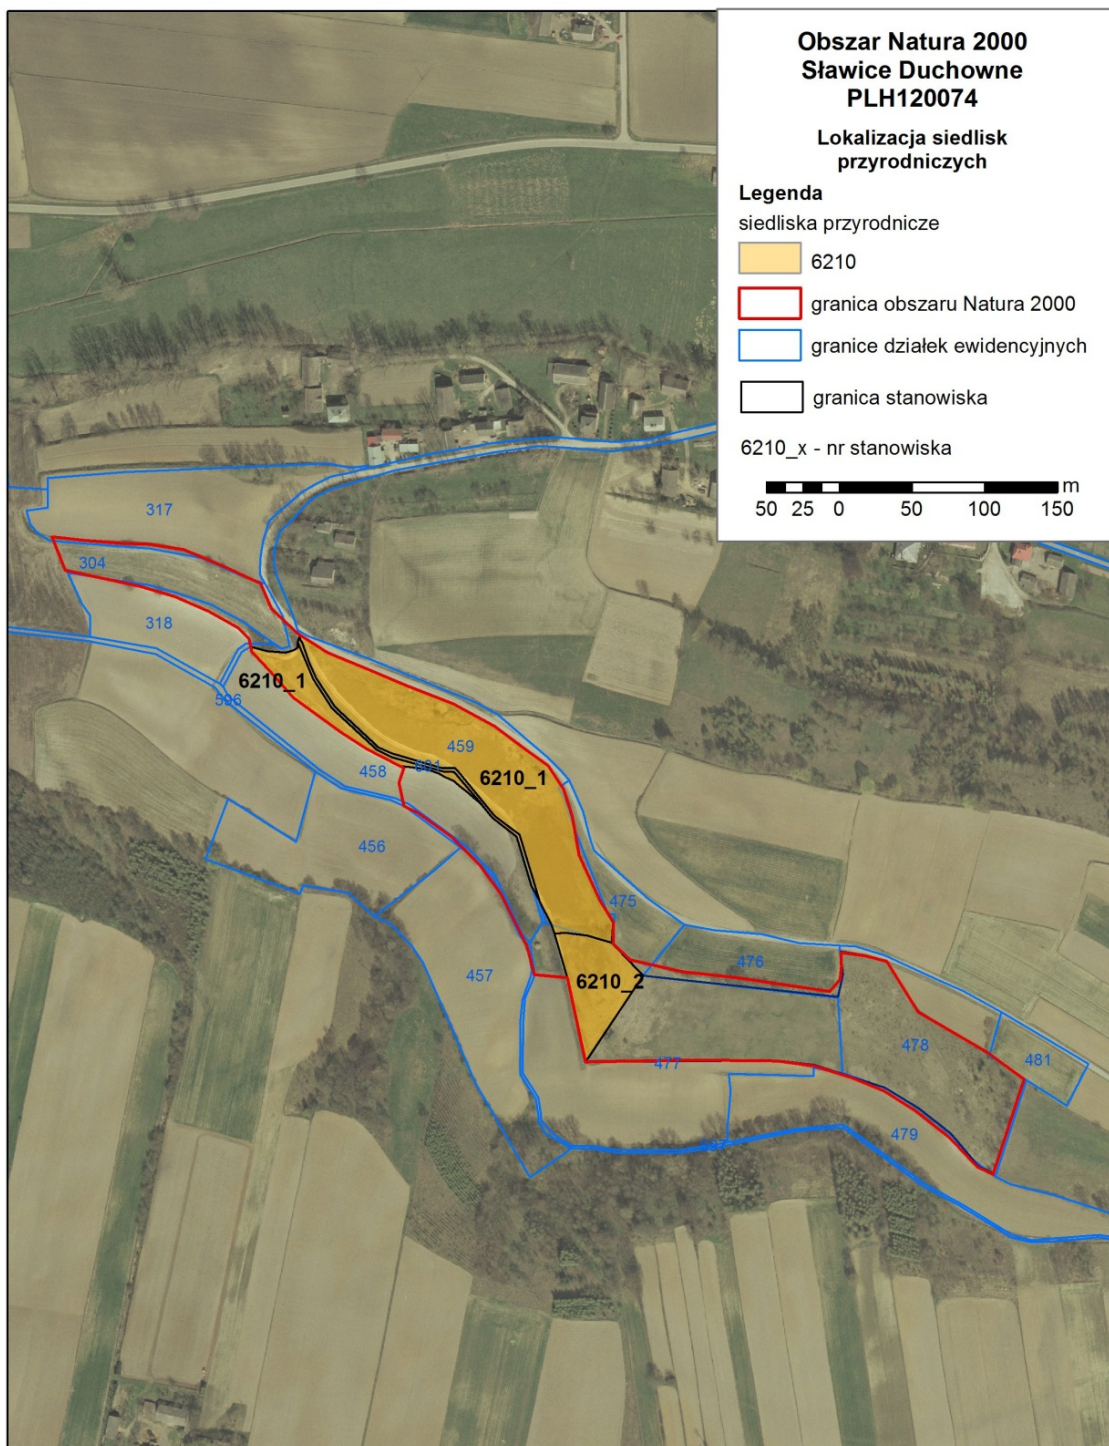 Obszar Natura 2000
Sławice Duchowne
PLH120074
Lokalizacja siedlisk
przyrodniczych
Legenda
siedliska przyrodnicze
6210
granica obszaru Natura 2000
granice działek ewidencyjnych
granica stanowiska
6210_x - nr stanowiska
50 25 0 50 100 150 m
317
304
318
6210_1
596
459
458
6210_1
456
475
476
457
6210_2
478
481
477
479